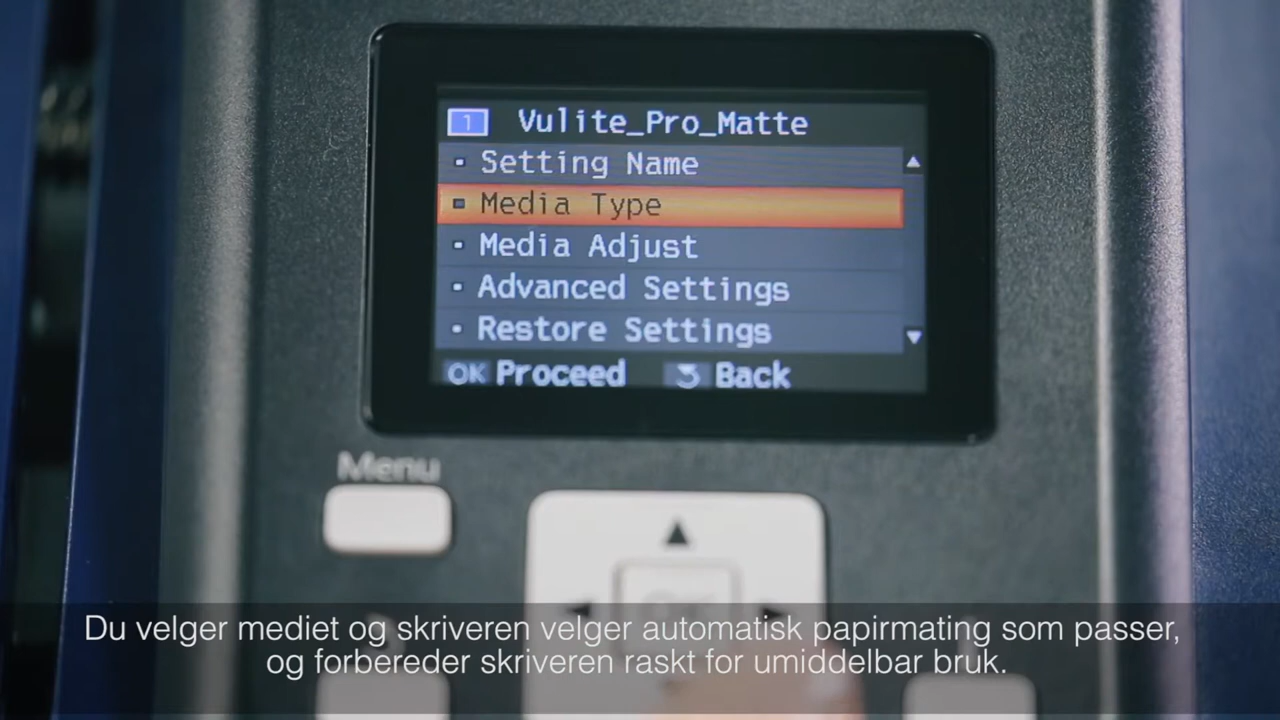 1 Vulite_Pro_Matte
Setting Name
Media Type
Media Adjust
Advanced Settings
Restore Settings
OK Proceed Back
Menu
Du velger mediet og skriveren velger automatisk papirmating som passer,
og forbereder skriveren raskt for umiddelbar bruk.